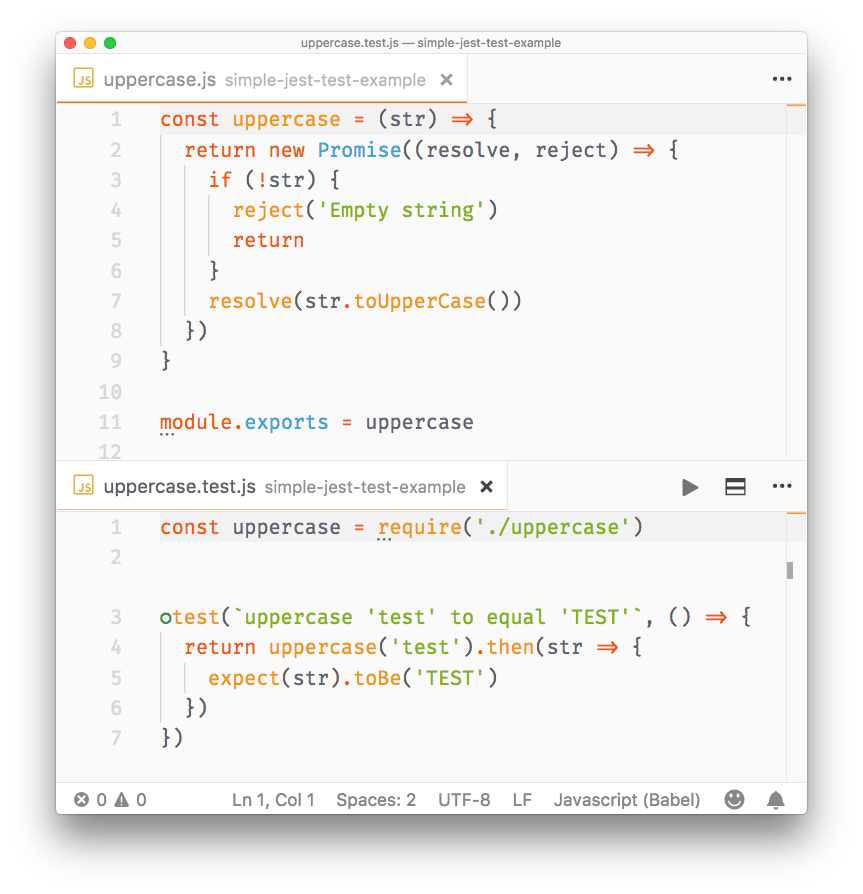 uppercase.test.js — simple-jest-test-example
JS uppercase.js simple-jest-test-example
1 const uppercase = (str) => {
2 return new Promise((resolve, reject) => {
3 if (!str) {
4 reject('Empty string')
5 return
6 }
7 resolve(str.toUpperCase())
8 })
9 }
10
11 module.exports = uppercase
12
JS uppercase.test.js simple-jest-test-example
1 const uppercase = require('./uppercase')
2
3 test(`uppercase 'test' to equal 'TEST'`, () => {
4 return uppercase('test').then(str => {
5 expect(str).toBe('TEST')
6 })
7 })
0 0 Ln 1, Col 1 Spaces: 2 UTF-8 LF Javascript (Babel)